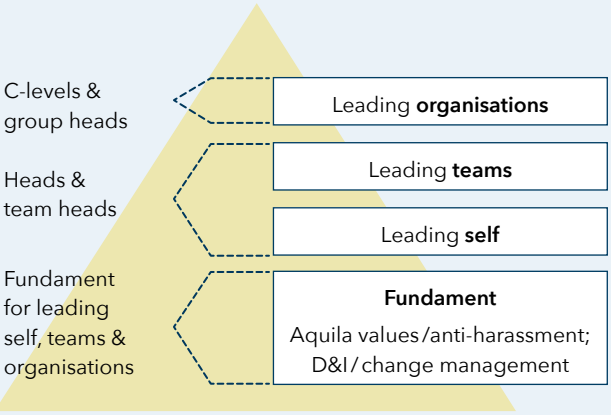 C-levels &
group heads
Leading organisations
Heads &
team heads
Leading teams
Leading self
Fundament
for leading
self, teams &
organisations
Fundament
Aquila values/anti-harassment;
D&I/change management